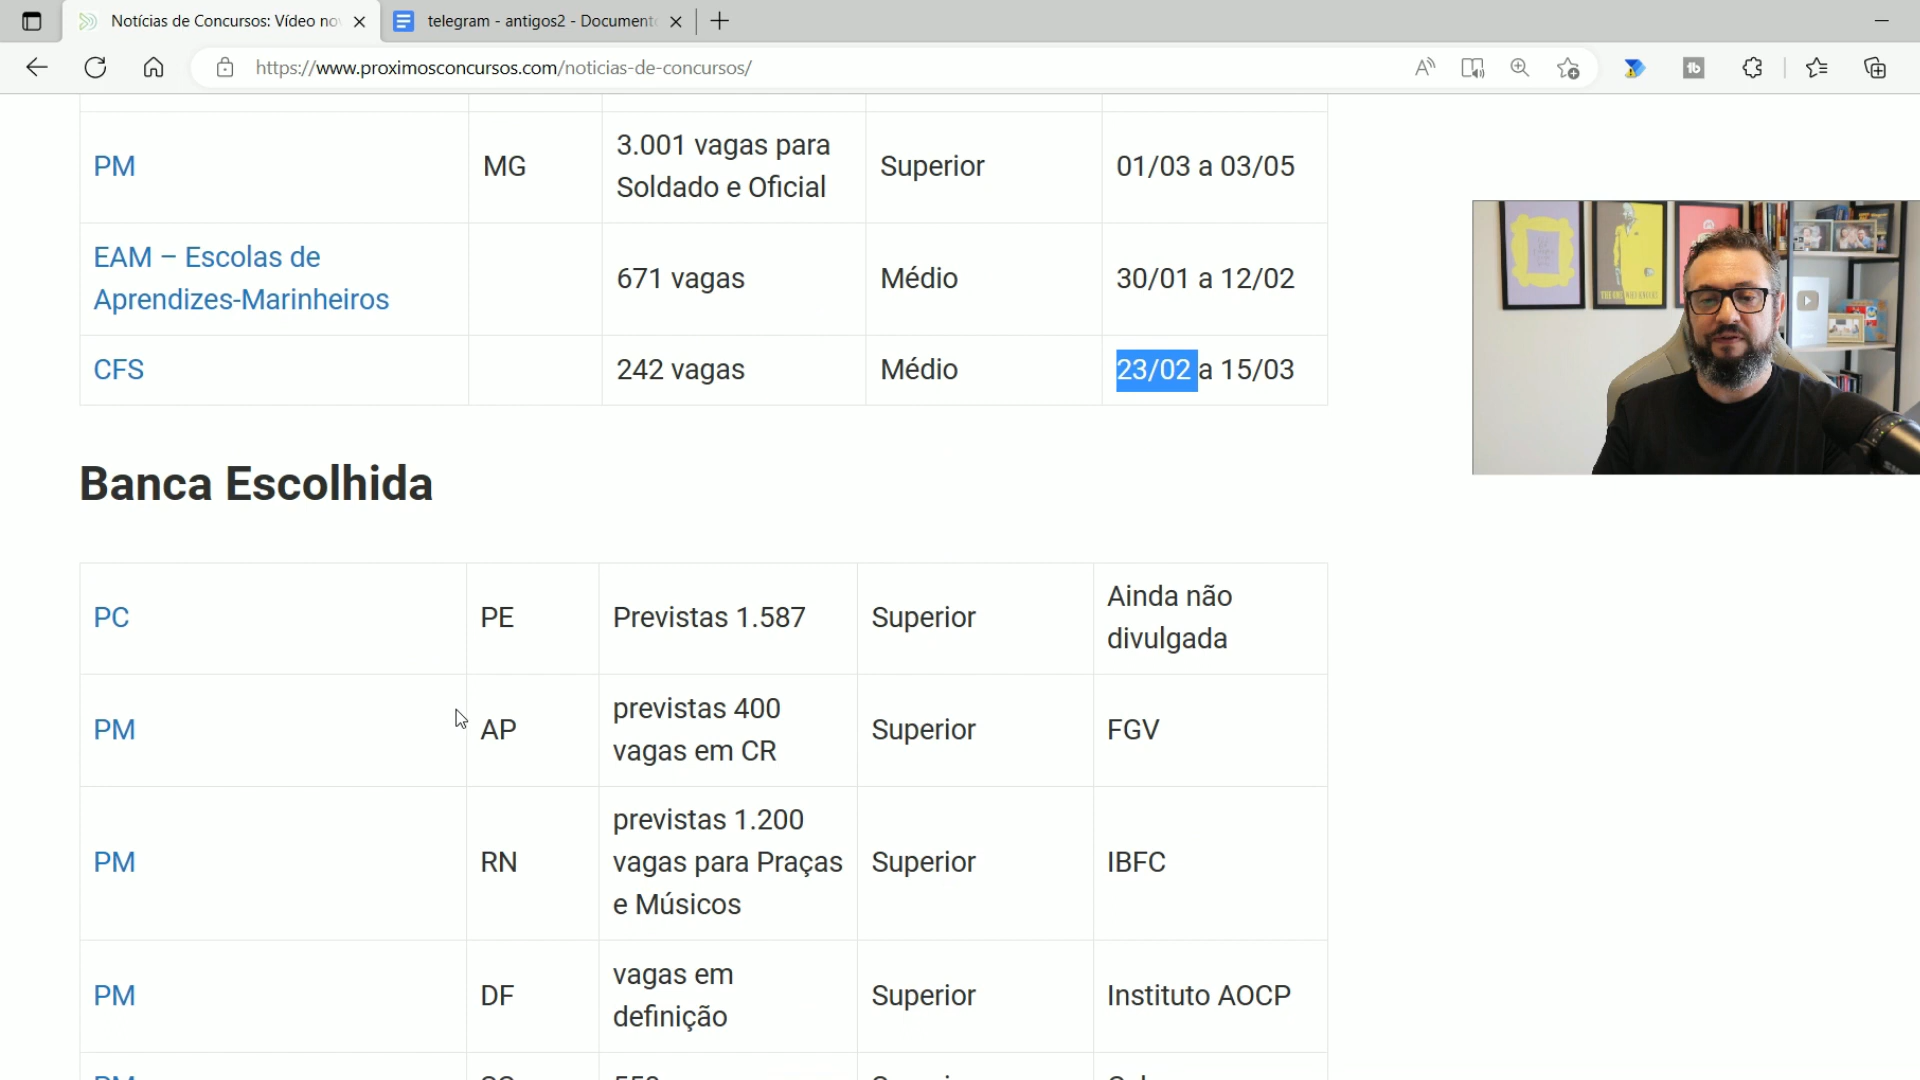 Notícias de Concursos: Vídeo no
telegram - antigos2 - Document
https://www.proximosconcursos.com/noticias-de-concursos/
PM
MG
3.001 vagas para
Soldado e Oficial
Superior
01/03 a 03/05
EAM – Escolas de
Aprendizes-Marinheiros
671 vagas
Médio
30/01 a 12/02
CFS
242 vagas
Médio
23/02 a 15/03
Banca Escolhida
PC
PE
Previstas 1.587
Superior
Ainda não
divulgada
PM
AP
previstas 400
vagas em CR
Superior
FGV
PM
RN
previstas 1.200
vagas para Praças
e Músicos
Superior
IBFC
PM
DF
vagas em
definição
Superior
Instituto AOCP
PM